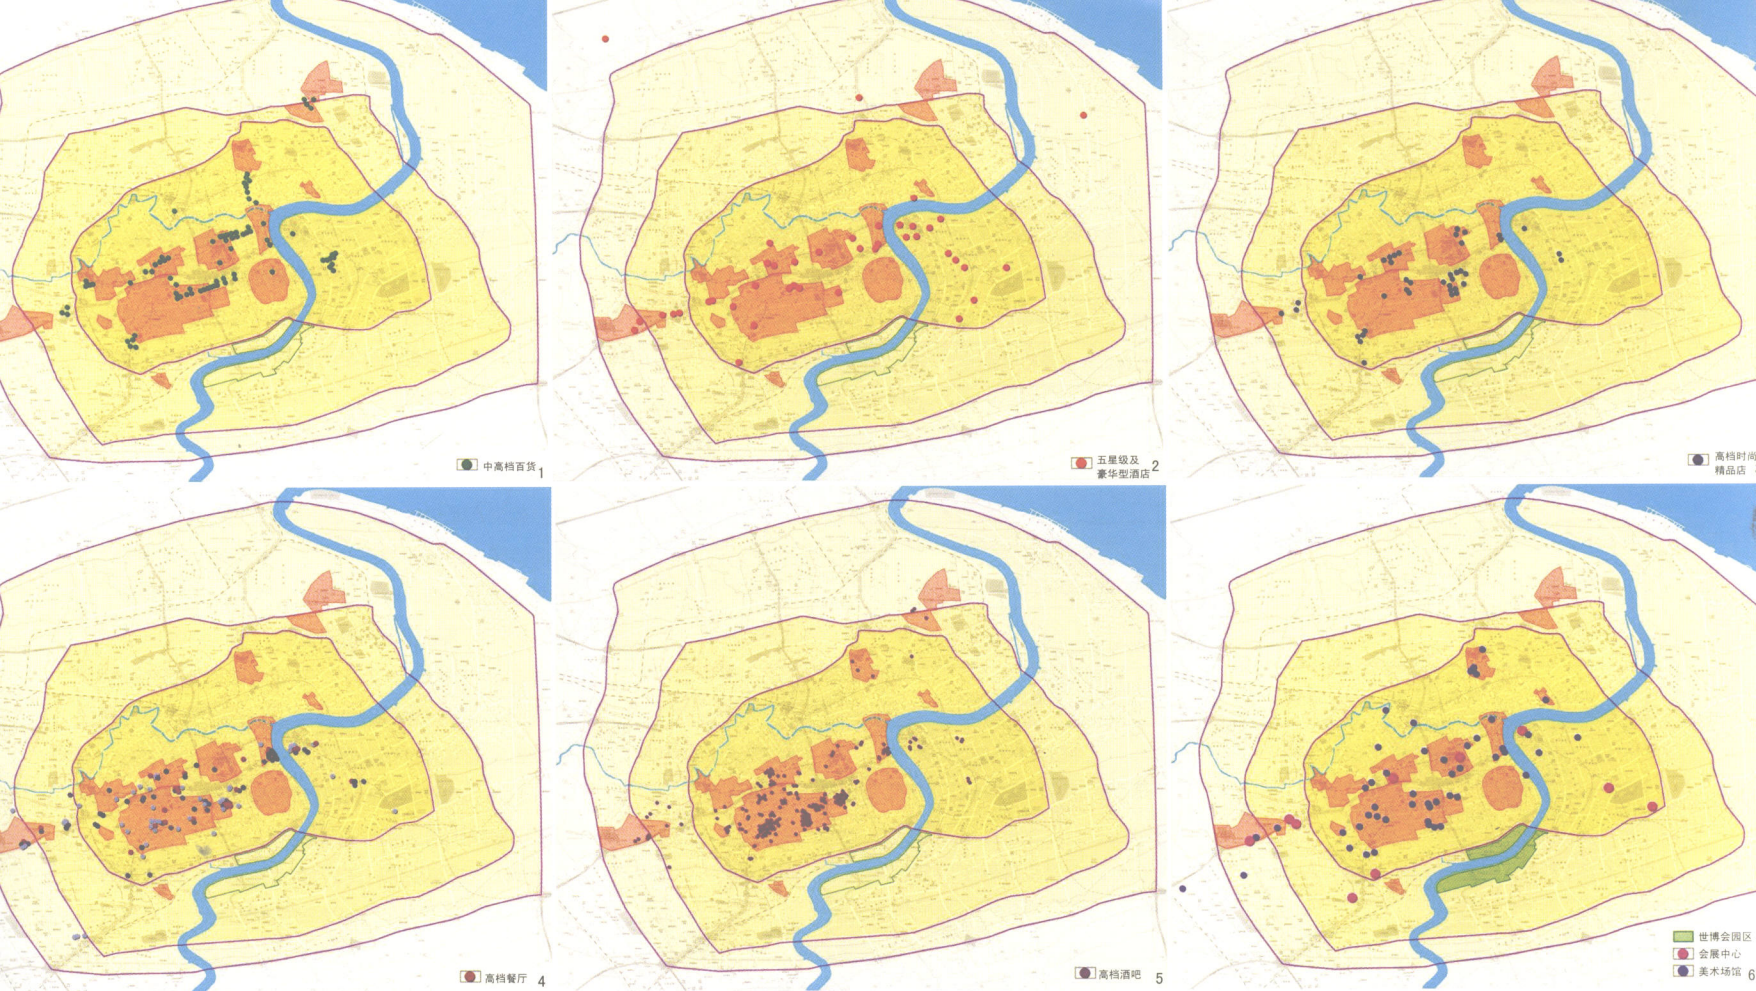 中高档百货
1
五星级及
豪华型酒店
2
高档时尚
精品店
高档餐厅
4
高档酒吧
5
世博会园区
会展中心
美术场馆
6